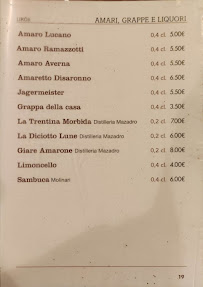 AMARI, GRAPPE E LIQUORI
Amaro Lucano 0,4 cl. 5.00€
Amaro Ramazzotti 0,4 cl. 5.00€
Amaro Averna 0,4 cl. 5.00€
Amaretto Disaronno 0,4 cl. 6.50€
Jagermeister 0,4 cl. 5.50€
Grappa della casa 0,4 cl. 3.50€
La Trentina Morbida Distilleria Mazadro 0,2 cl. 7.00€
La Diciotto Lune Distilleria Mazadro 0,2 cl. 6.00€
Giare Amarone Distilleria Mazadro 0,2 cl. 8.00€
Limoncello 0,4 cl. 4.50€
Sambuca Molinari 0,4 cl. 6.00€
19